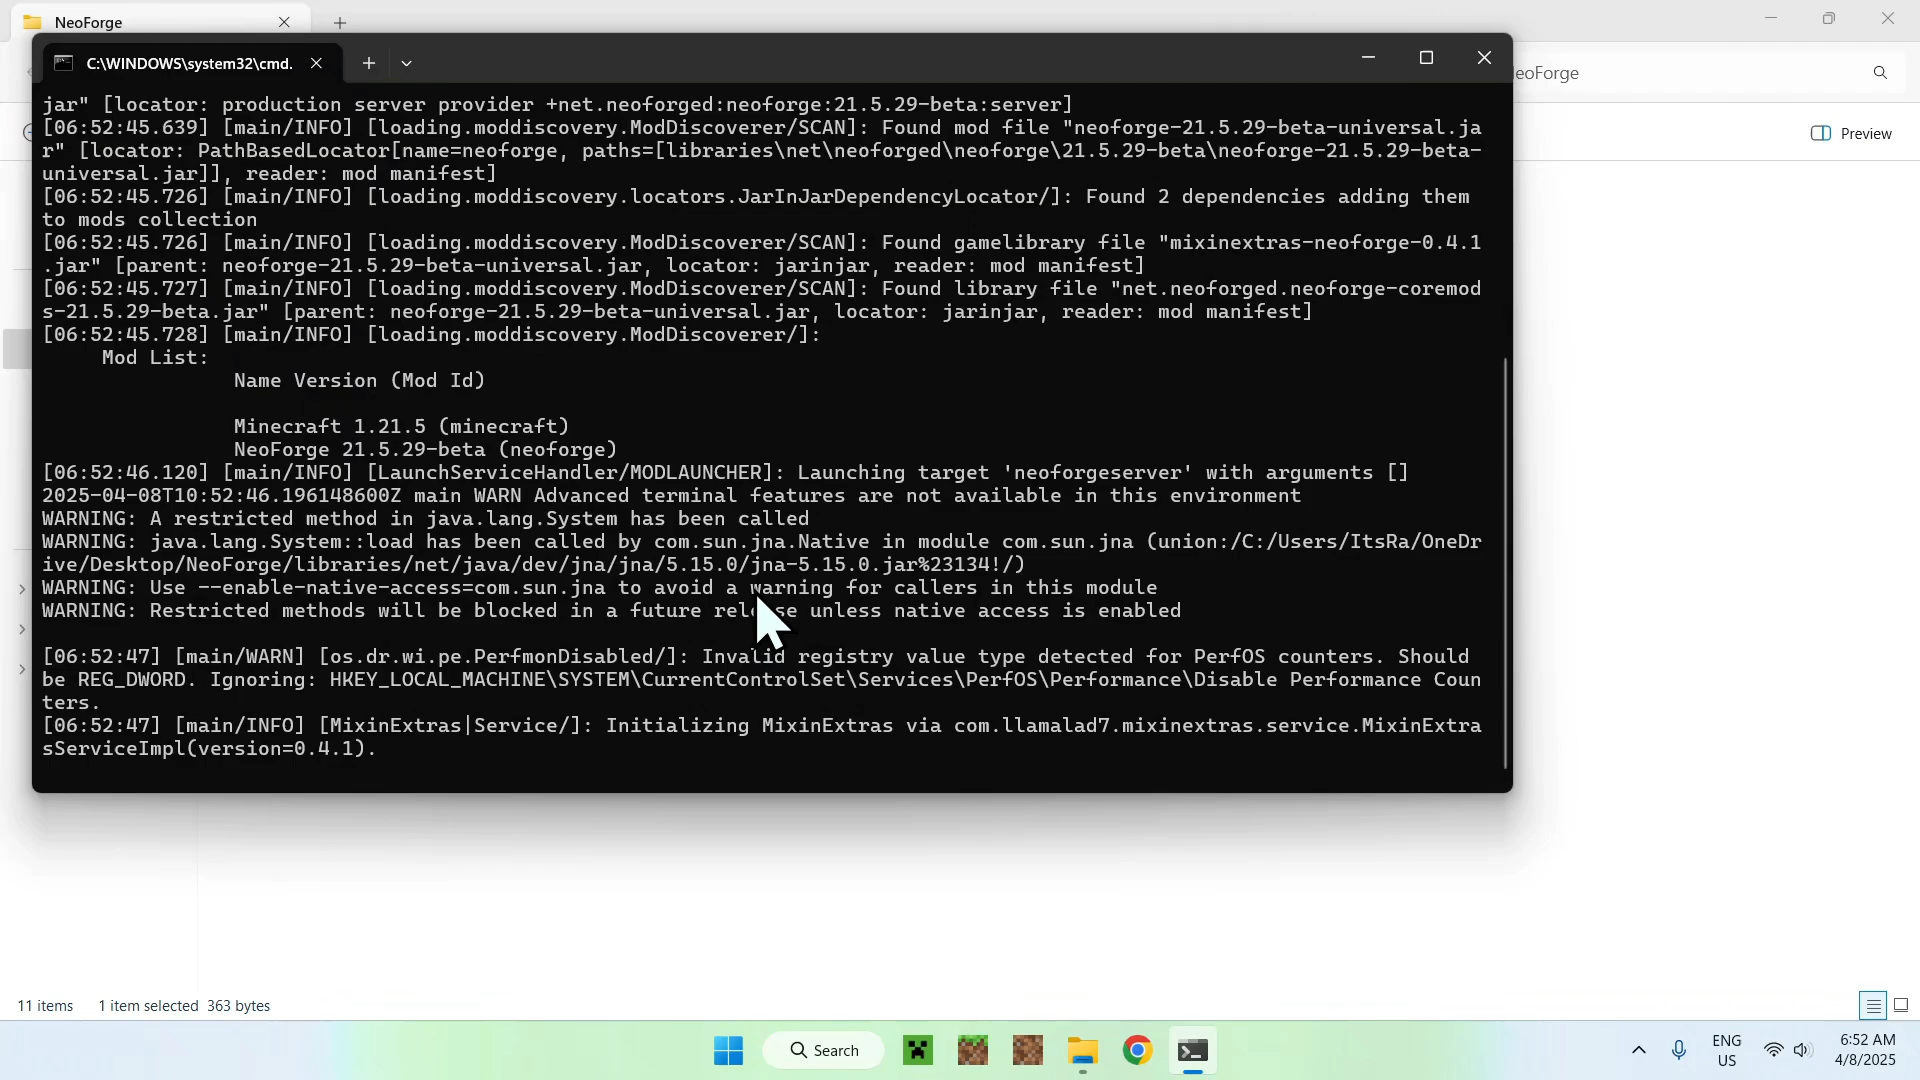 NeoForge
C:\WINDOWS\system32\cmd.
eoForge
Preview
jar" [locator: production server provider +net.neoforged:neoforge:21.5.29-beta:server]
[06:52:45.639] [main/INFO] [loading.moddiscovery.ModDiscoverer/SCAN]: Found mod file "neoforge-21.5.29-beta-universal.ja
r" [locator: PathBasedLocator[name=neoforge, paths=[libraries\net\neoforged\neoforge\21.5.29-beta\neoforge-21.5.29-beta-
universal.jar]], reader: mod manifest]
[06:52:45.726] [main/INFO] [loading.moddiscovery.locators.JarInJarDependencyLocator/]: Found 2 dependencies adding them
to mods collection
[06:52:45.726] [main/INFO] [loading.moddiscovery.ModDiscoverer/SCAN]: Found gamelibrary file "mixinextras-neoforge-0.4.1
.jar" [parent: neoforge-21.5.29-beta-universal.jar, locator: jarinjar, reader: mod manifest]
[06:52:45.727] [main/INFO] [loading.moddiscovery.ModDiscoverer/SCAN]: Found library file "net.neoforged.neoforge-coremod
s-21.5.29-beta.jar" [parent: neoforge-21.5.29-beta-universal.jar, locator: jarinjar, reader: mod manifest]
[06:52:45.728] [main/INFO] [loading.moddiscovery.ModDiscoverer/]:
Mod List:
Name Version (Mod Id)
Minecraft 1.21.5 (minecraft)
NeoForge 21.5.29-beta (neoforge)
[06:52:46.120] [main/INFO] [LaunchServiceHandler/MODLAUNCHER]: Launching target 'neoforgeserver' with arguments []
2025-04-08T10:52:46.196148600Z main WARN Advanced terminal features are not available in this environment
WARNING: A restricted method in java.lang.System has been called
WARNING: java.lang.System::load has been called by com.sun.jna.Native in module com.sun.jna (union:/C:/Users/ItsRa/OneDr
ive/Desktop/NeoForge/libraries/net/java/dev/jna/jna/5.15.0/jna-5.15.0.jar%23134!/)
WARNING: Use --enable-native-access=com.sun.jna to avoid a warning for callers in this module
WARNING: Restricted methods will be blocked in a future release unless native access is enabled
[06:52:47] [main/WARN] [os.dr.wi.pe.PerfmonDisabled/]: Invalid registry value type detected for PerfOS counters. Should
be REG_DWORD. Ignoring: HKEY_LOCAL_MACHINE\SYSTEM\CurrentControlSet\Services\PerfOS\Performance\Disable Performance Coun
ters.
[06:52:47] [main/INFO] [MixinExtras|Service/]: Initializing MixinExtras via com.llamalad7.mixinextras.service.MixinExtra
sServiceImpl(version=0.4.1).
11 items 1 item selected 363 bytes
Search
ENG
US
6:52 AM
4/8/2025